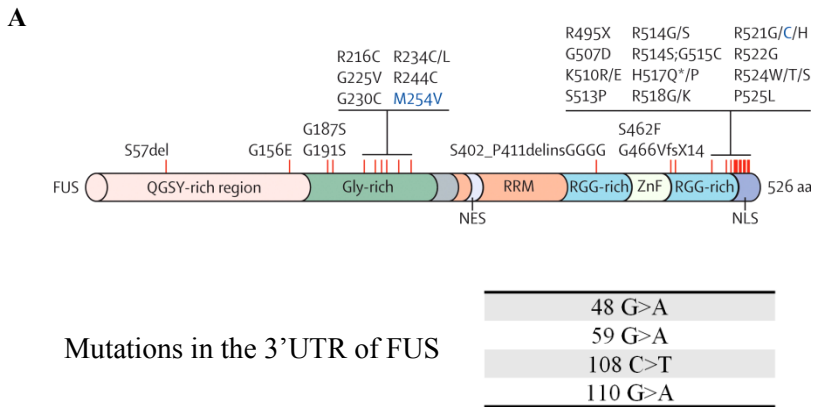 A
R216C R234C/L
G225V R244C
G230C M254V
R495X R514G/S R521G/C/H
G507D R514S;G515C R522G
K510R/E H517Q*/P R524W/T/S
S513P R518G/K P525L
S57del G156E G187S
G191S
S402_P411delinsGGGG
S462F
G466VfsX14
FUS QGSY-rich region Gly-rich RRM RGG-rich ZnF RGG-rich 526 aa
NES NLS
Mutations in the 3’UTR of FUS
48 G>A
59 G>A
108 C>T
110 G>A